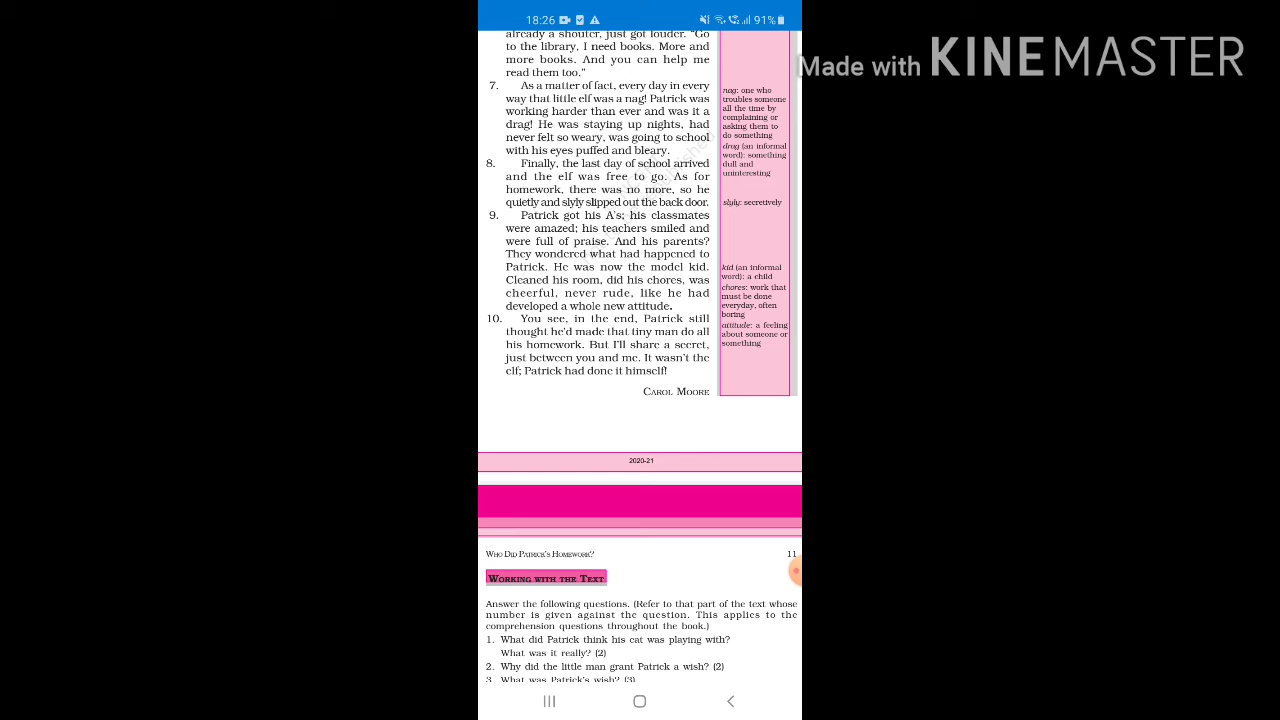 18:26
91%
Made with KINEMASTER
already a shouter, just got louder. "Go
to the library, I need books. More and
more books. And you can help me
read them too."
7. As a matter of fact, every day in every
way that little elf was a nag! Patrick was
working harder than ever and was it a
drag! He was staying up nights, had
never felt so weary, was going to school
with his eyes puffed and bleary.
8. Finally, the last day of school arrived
and the elf was free to go. As for
homework, there was no more, so he
quietly and slyly slipped out the back door.
9. Patrick got his A's; his classmates
were amazed; his teachers smiled and
were full of praise. And his parents?
They wondered what had happened to
Patrick. He was now the model kid.
Cleaned his room, did his chores, was
cheerful, never rude, like he had
developed a whole new attitude.
10. You see, in the end, Patrick still
thought he'd made that tiny man do all
his homework. But I'll share a secret,
just between you and me. It wasn't the
elf; Patrick had done it himself!
CAROL MOORE
nag: one who
troubles someone
all the time by
complaining or
asking them to
do something
drag (an informal
word): something
dull and
uninteresting
slyly: secretively
kid (an informal
word): a child
chores: work that
must be done
everyday, often
boring
attitude: a feeling
about someone or
something
2020-21
WHO DID PATRICK'S HOMEWORK?
11
WORKING WITH THE TEXT
Answer the following questions. (Refer to that part of the text whose
number is given against the question. This applies to the
comprehension questions throughout the book.)
1. What did Patrick think his cat was playing with?
What was it really? (2)
2. Why did the little man grant Patrick a wish? (2)
3. What was Patrick's wish? (3)